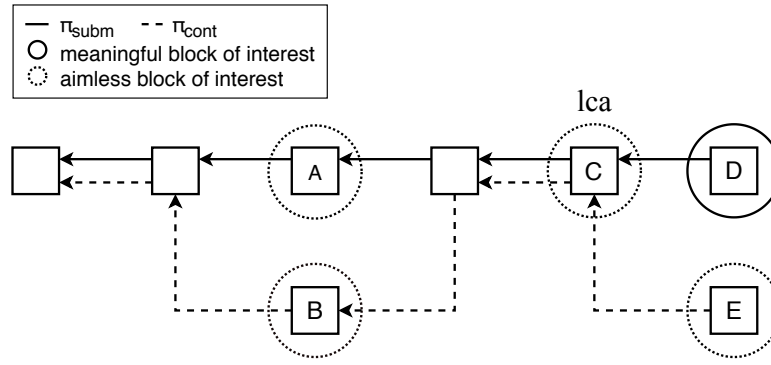 π_subm π_cont
meaningful block of interest
aimless block of interest
lca
A C D
B E